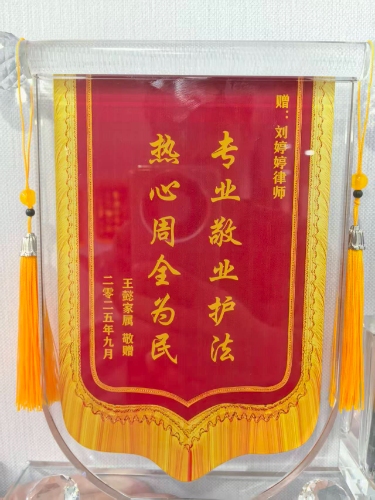 赠：刘婷婷律师
专业敬业护法
热心周全为民
王懿家属 敬赠
二零二五年九月